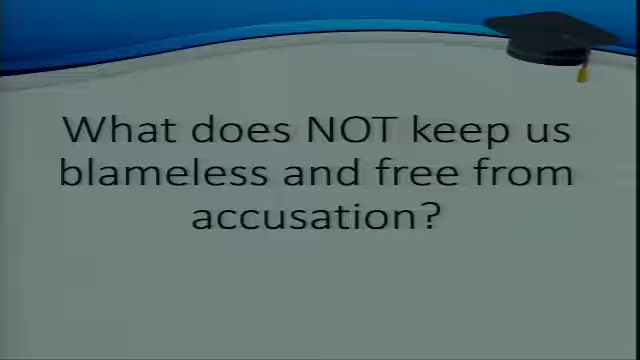 What does NOT keep us
blameless and free from
accusation?